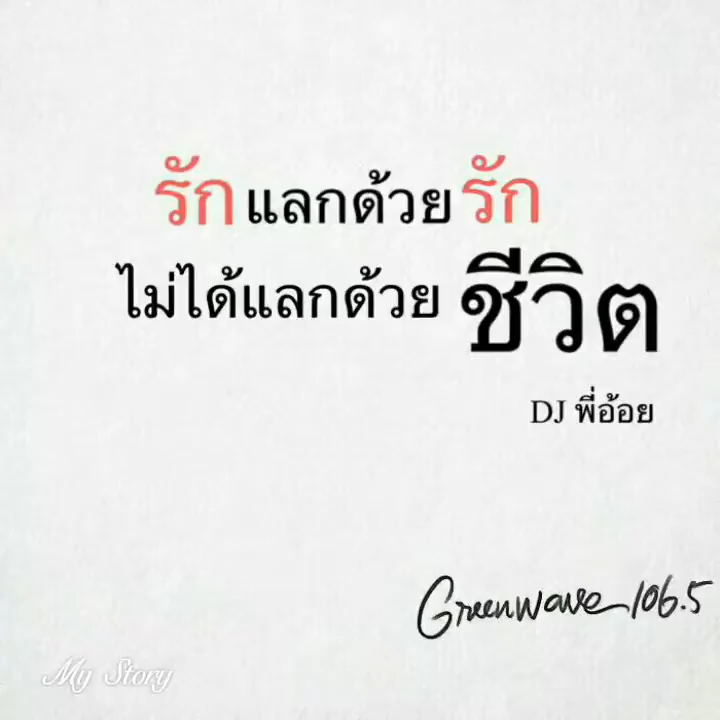 รักแลกด้วยรัก
ไม่ได้แลกด้วย ชีวิต
DJ พี่อ้อย
Greenwave 106.5
My Story